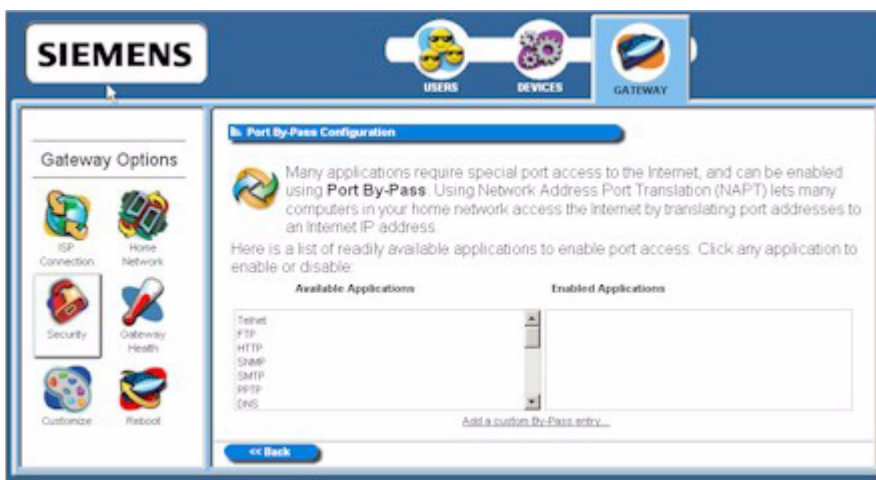 SIEMENS
USERS
DEVICES
GATEWAY
Gateway Options
ISP
Connection
Home
Network
Security
Gateway
Health
Customize
Reboot
Port By-Pass Configuration
Many applications require special port access to the Internet, and can be enabled
using Port By-Pass. Using Network Address Port Translation (NAPT) lets many
computers in your home network access the Internet by translating port addresses to
an Internet IP address.
Here is a list of readily available applications to enable port access. Click any application to
enable or disable:
Available Applications
Enabled Applications
Telnet
FTP
HTTP
SNMP
SMTP
PPTP
DNS
Add a custom By-Pass entry...
<< Back